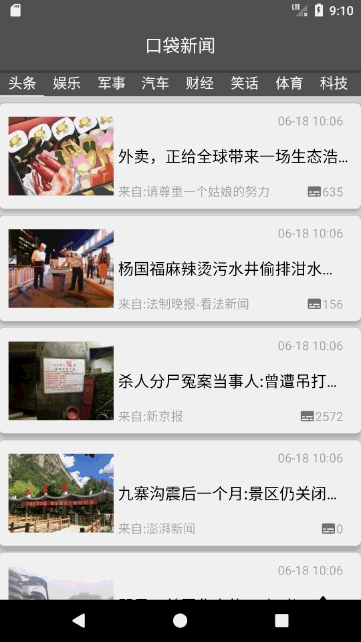 LTE 9:10
口袋新闻
头条 娱乐 军事 汽车 财经 笑话 体育 科技
06-18 10:06
外卖，正给全球带来一场生态浩...
来自:请尊重一个姑娘的努力 635
06-18 10:06
杨国福麻辣烫污水井偷排泔水...
来自:法制晚报-看法新闻 156
06-18 10:06
杀人分尸冤案当事人:曾遭吊打...
来自:新京报 2572
06-18 10:06
九寨沟震后一个月:景区仍关闭...
来自:澎湃新闻 0
06-18 10:06